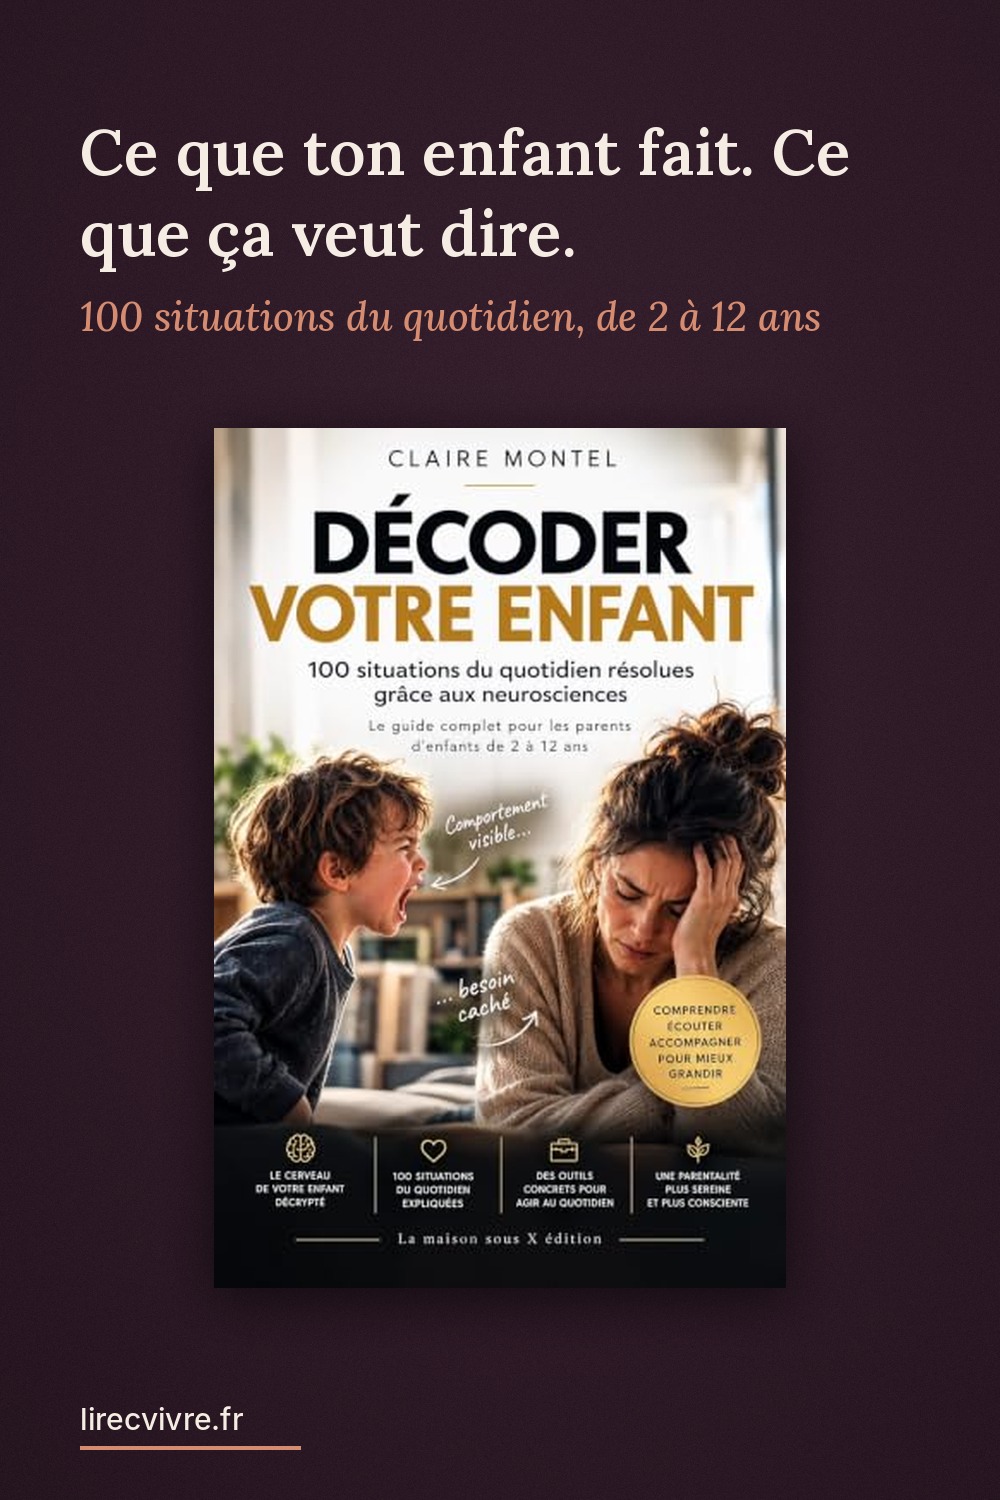 Ce que ton enfant fait. Ce
que ça veut dire.
100 situations du quotidien, de 2 à 12 ans
CLAIRE MONTEL
DÉCODER
VOTRE ENFANT
100 situations du quotidien résolues
grâce aux neurosciences
Le guide complet pour les parents
d'enfants de 2 à 12 ans
Comportement
visible...
... besoin
caché
COMPRENDRE
ÉCOUTER
ACCOMPAGNER
POUR MIEUX
GRANDIR
LE CERVEAU
DE VOTRE ENFANT
DÉCRYPTÉ
100 SITUATIONS
DU QUOTIDIEN
EXPLIQUÉES
DES OUTILS
CONCRETS POUR
AGIR AU QUOTIDIEN
UNE PARENTALITÉ
PLUS SEREINE
ET PLUS CONSCIENTE
La maison sous X édition
lirecvivre.fr